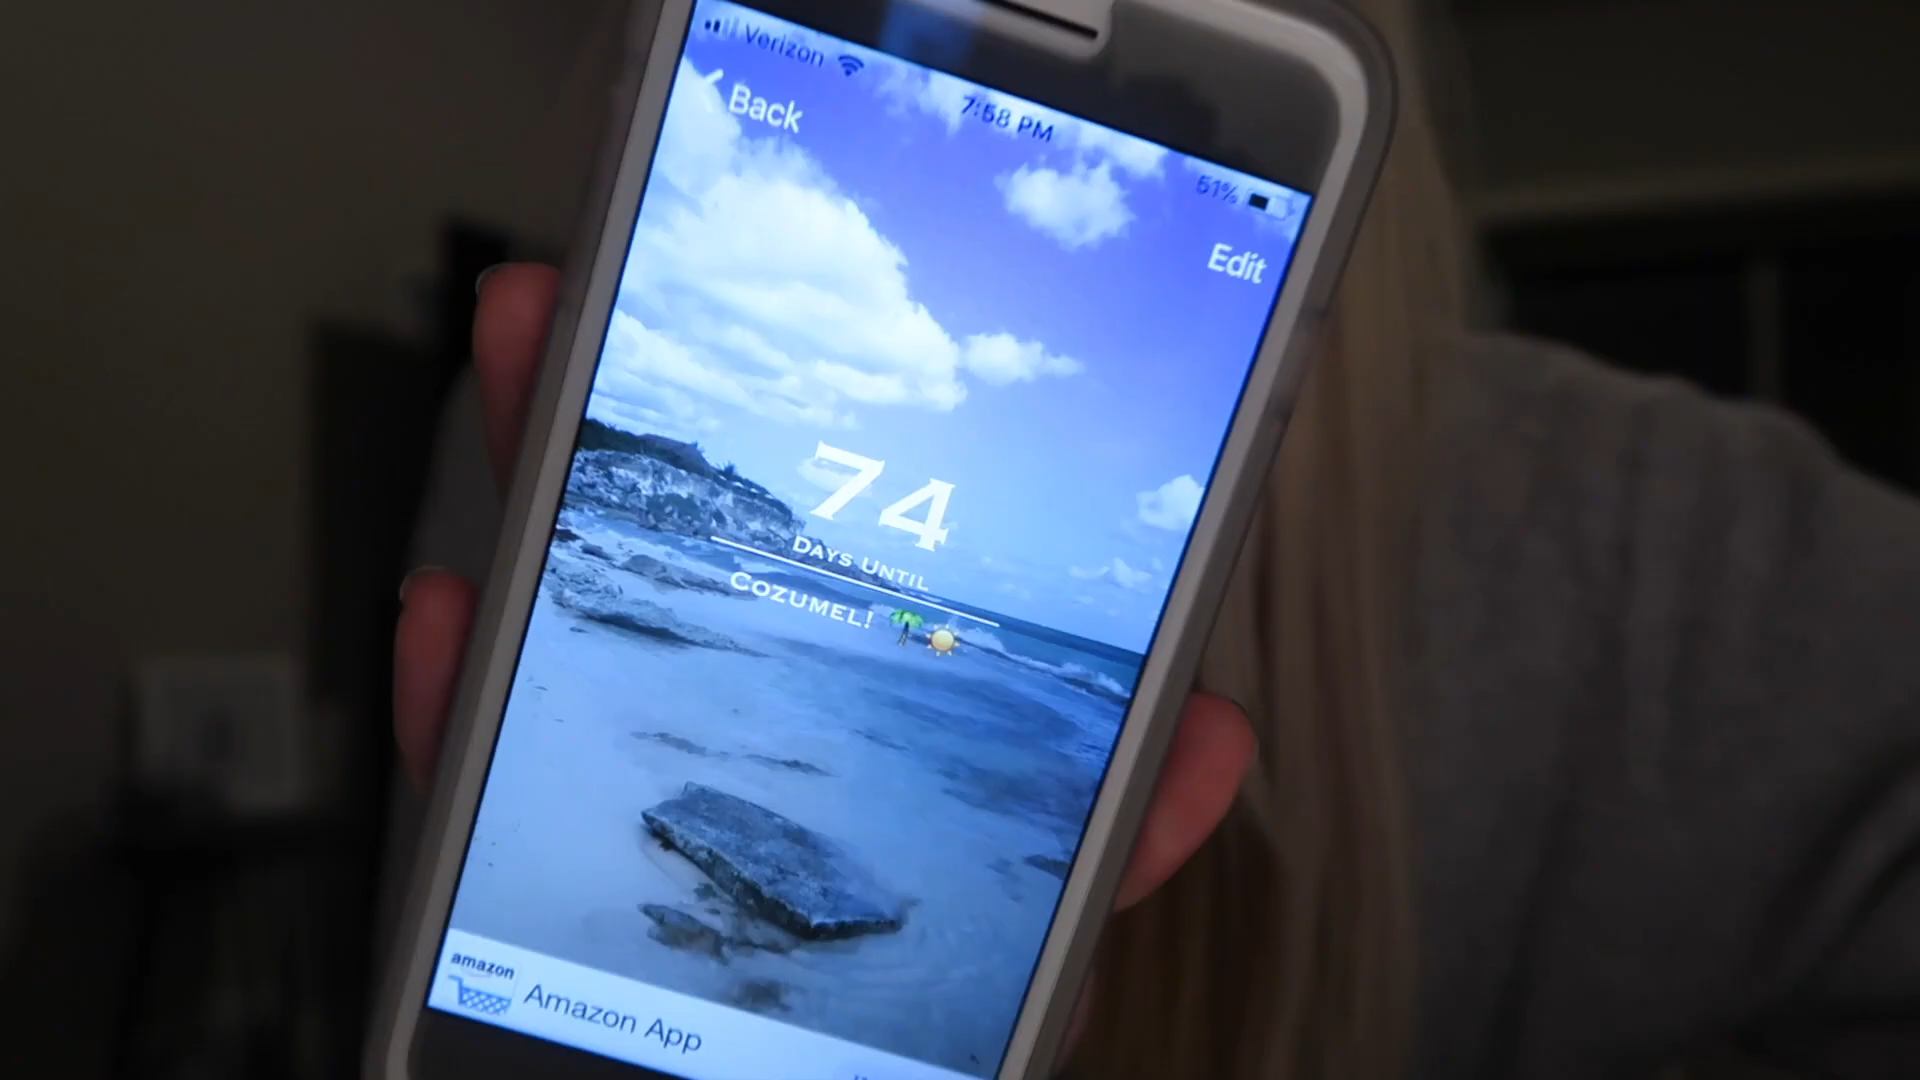 Verizon
7:58 PM
51%
Back
Edit
74
DAYS UNTIL
COZUMEL! 🌴☀️
amazon
Amazon App